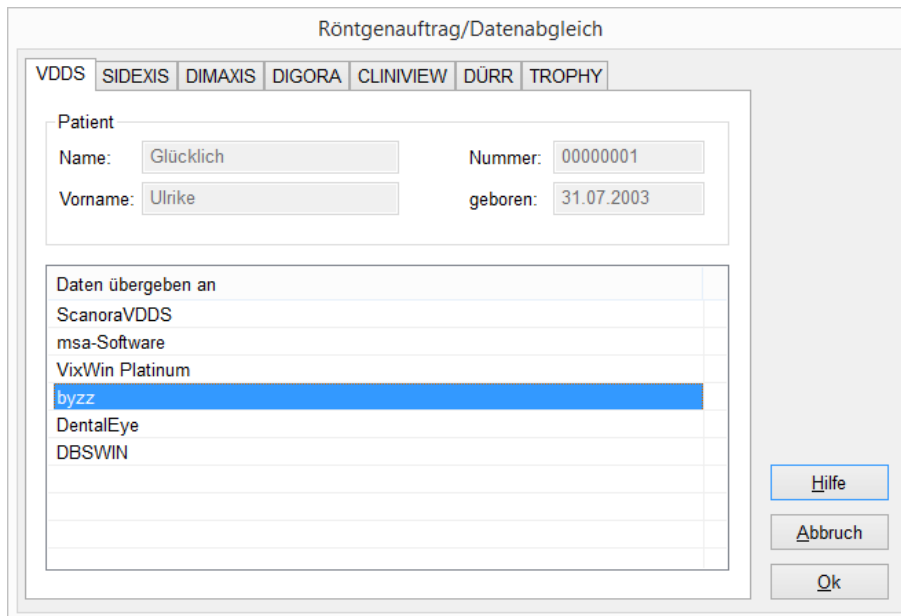 Röntgenauftrag/Datenabgleich
VDDS SIDEXIS DIMAXIS DIGORA CLINIVIEW DÜRR TROPHY
Patient
Name: Glücklich Nummer: 00000001
Vorname: Ulrike geboren: 31.07.2003
Daten übergeben an
ScanoraVDDS
msa-Software
VixWin Platinum
byzz
DentalEye
DBSWIN
Hilfe
Abbruch
Ok